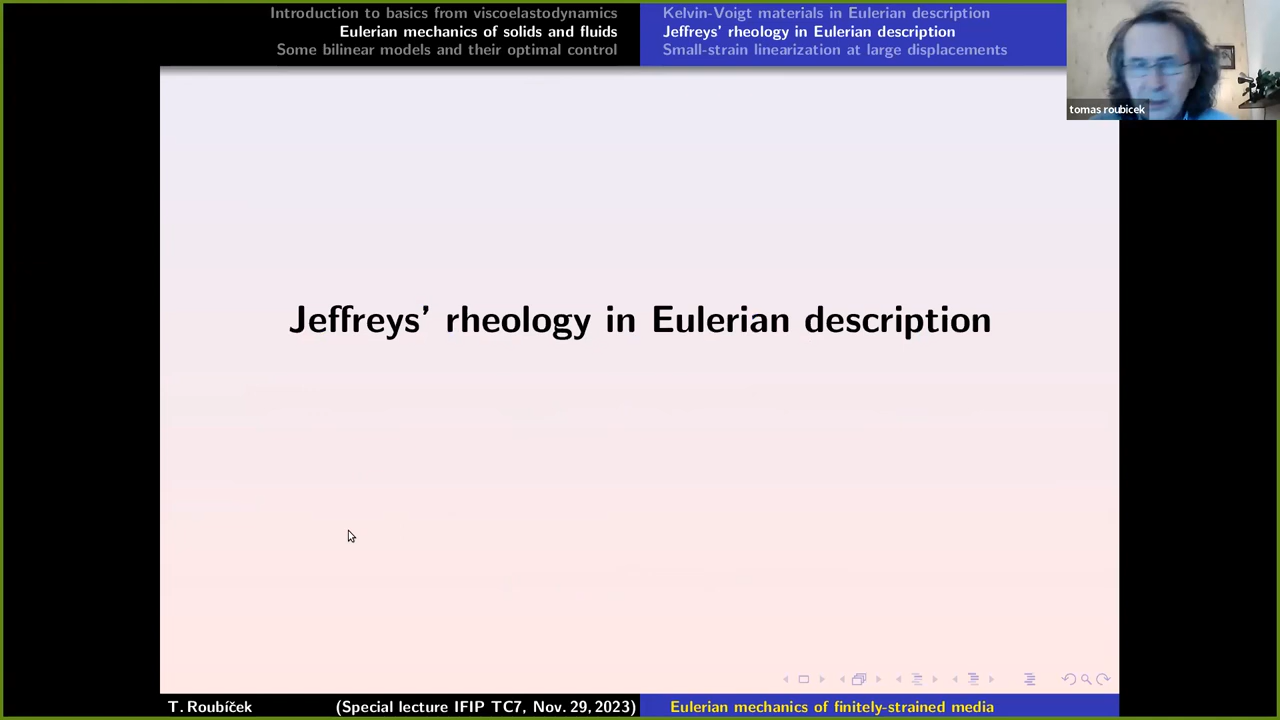 Introduction to basics from viscoelastodynamics
Eulerian mechanics of solids and fluids
Some bilinear models and their optimal control
Kelvin-Voigt materials in Eulerian description
Jeffreys' rheology in Eulerian description
Small-strain linearization at large displacements
tomas roubicek
Jeffreys' rheology in Eulerian description
T. Roubíček
(Special lecture IFIP TC7, Nov. 29, 2023)
Eulerian mechanics of finitely-strained media